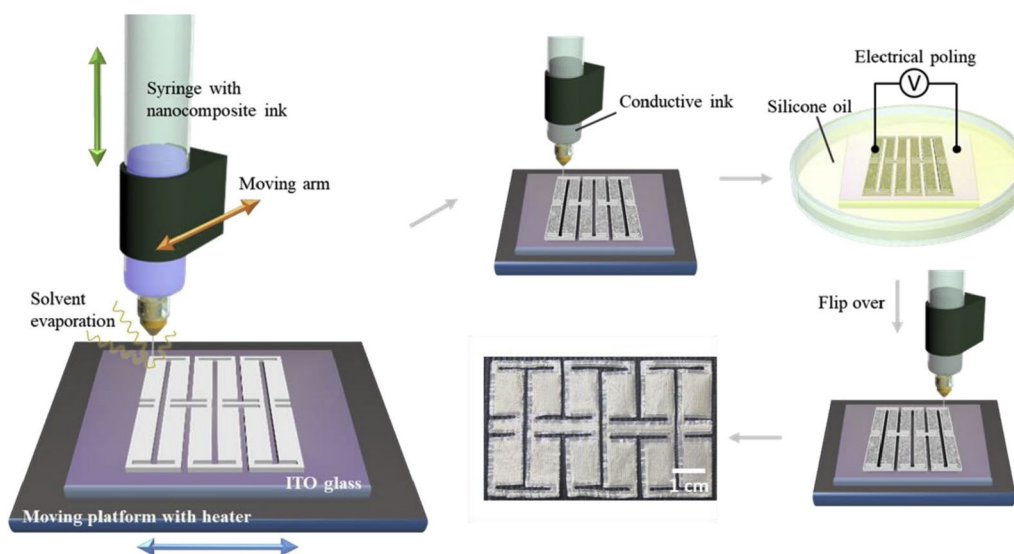 Syringe with
nanocomposite ink
Moving arm
Solvent
evaporation
ITO glass
Moving platform with heater
Conductive ink
Electrical poling
V
Silicone oil
Flip over
1 cm